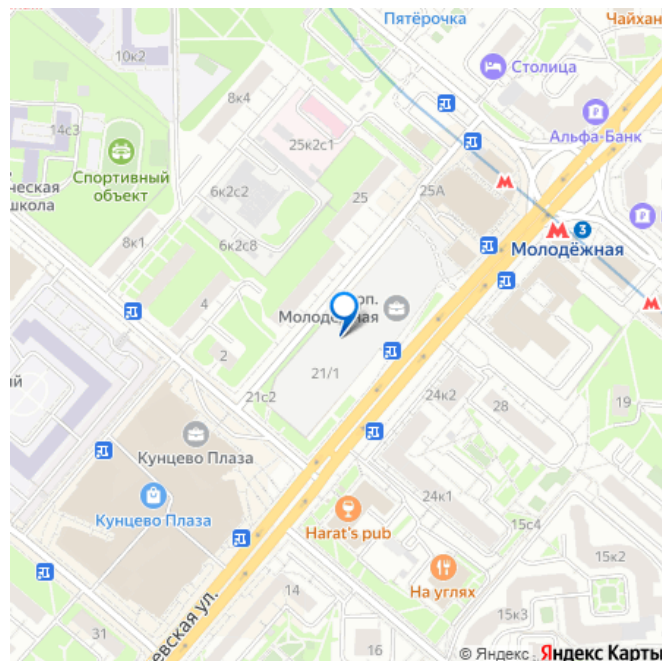 Пятёрочка
Чайхан
10к2
Столица
8к4
Альфа-Банк
14с3
25к2с1
Спортивный
объект
ческая
школа
6к2с2
25
25А
8к1
6к2с8
3
Молодёжная
4
оп.
Молодёжная
2
21/1
24к2
28
19
21с2
ий
Кунцево Плаза
Кунцево Плаза
24к1
15с4
Harat's pub
15к2
На углях
14
15к3
31
евская ул.
16
© Яндекс
Яндекс Карты